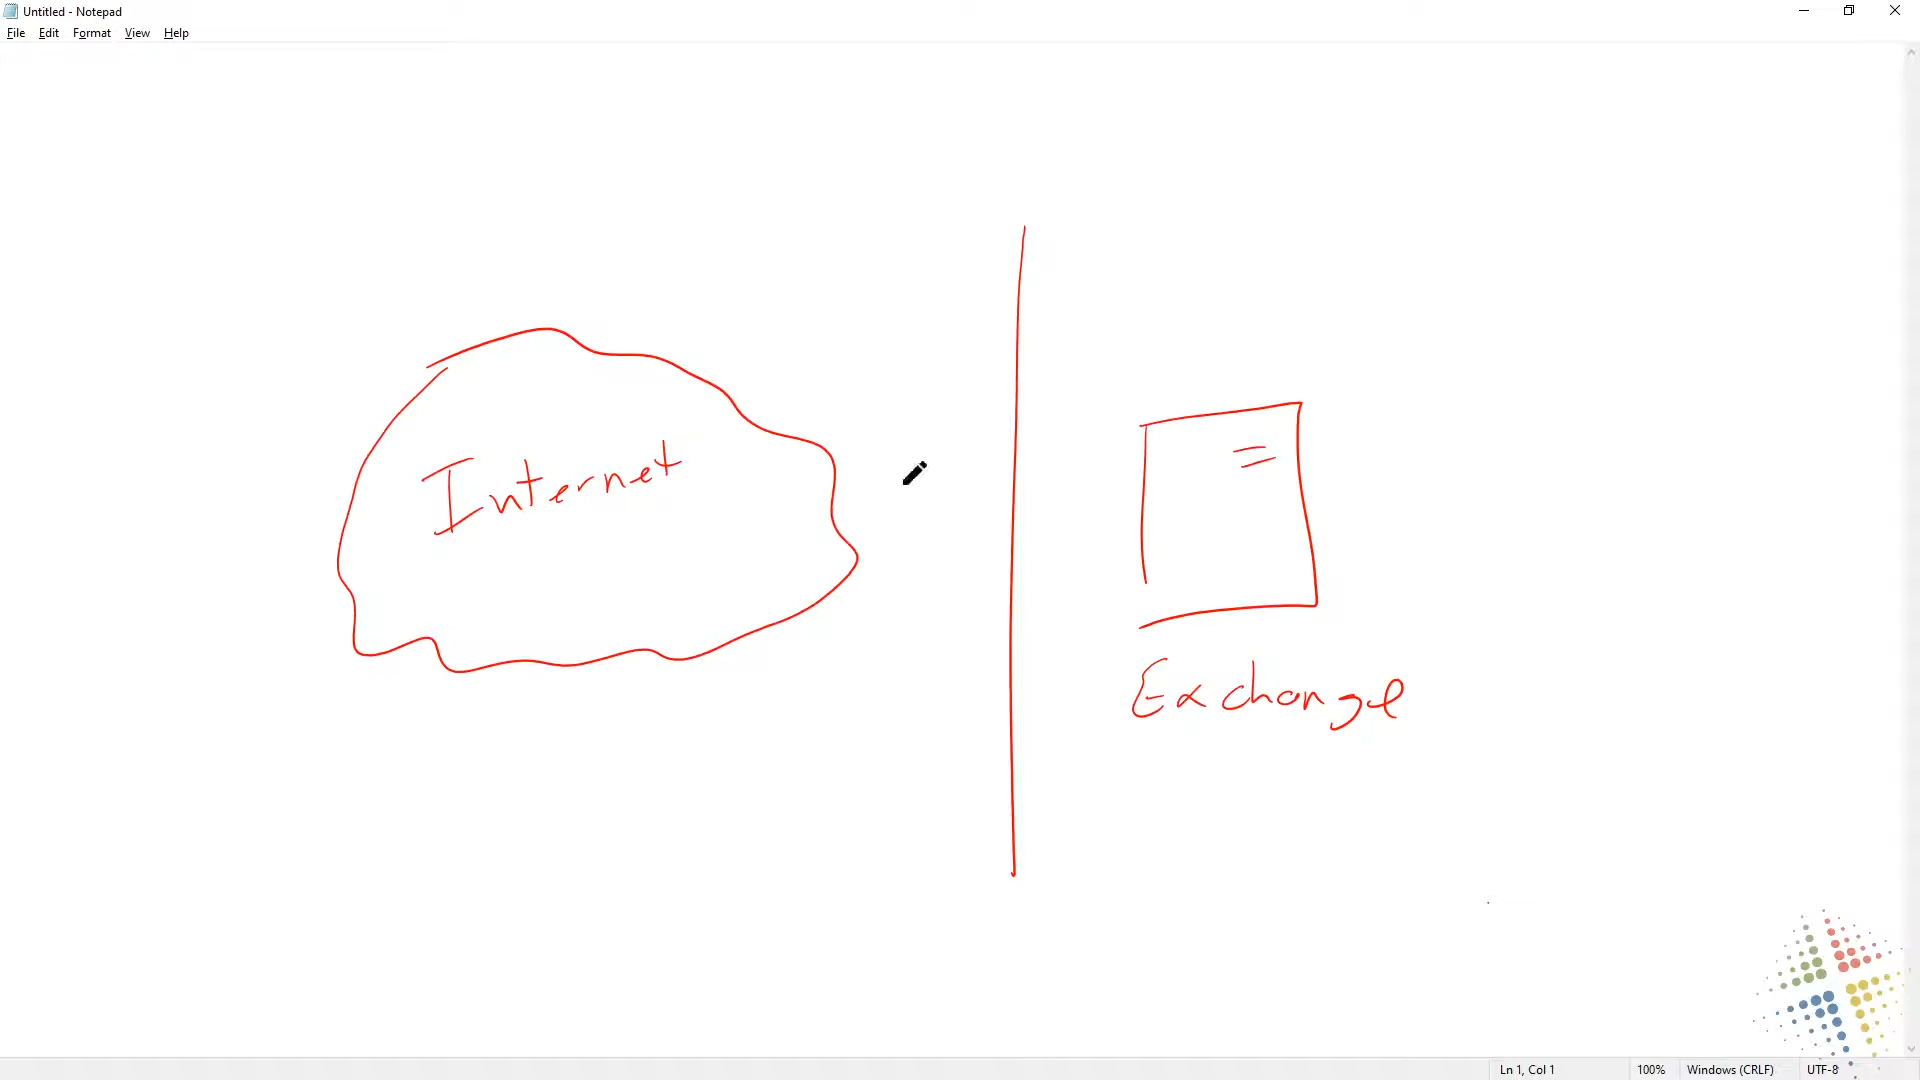 Untitled - Notepad
File Edit Format View Help
Internet
Exchange
Ln 1, Col 1 100% Windows (CRLF) UTF-8